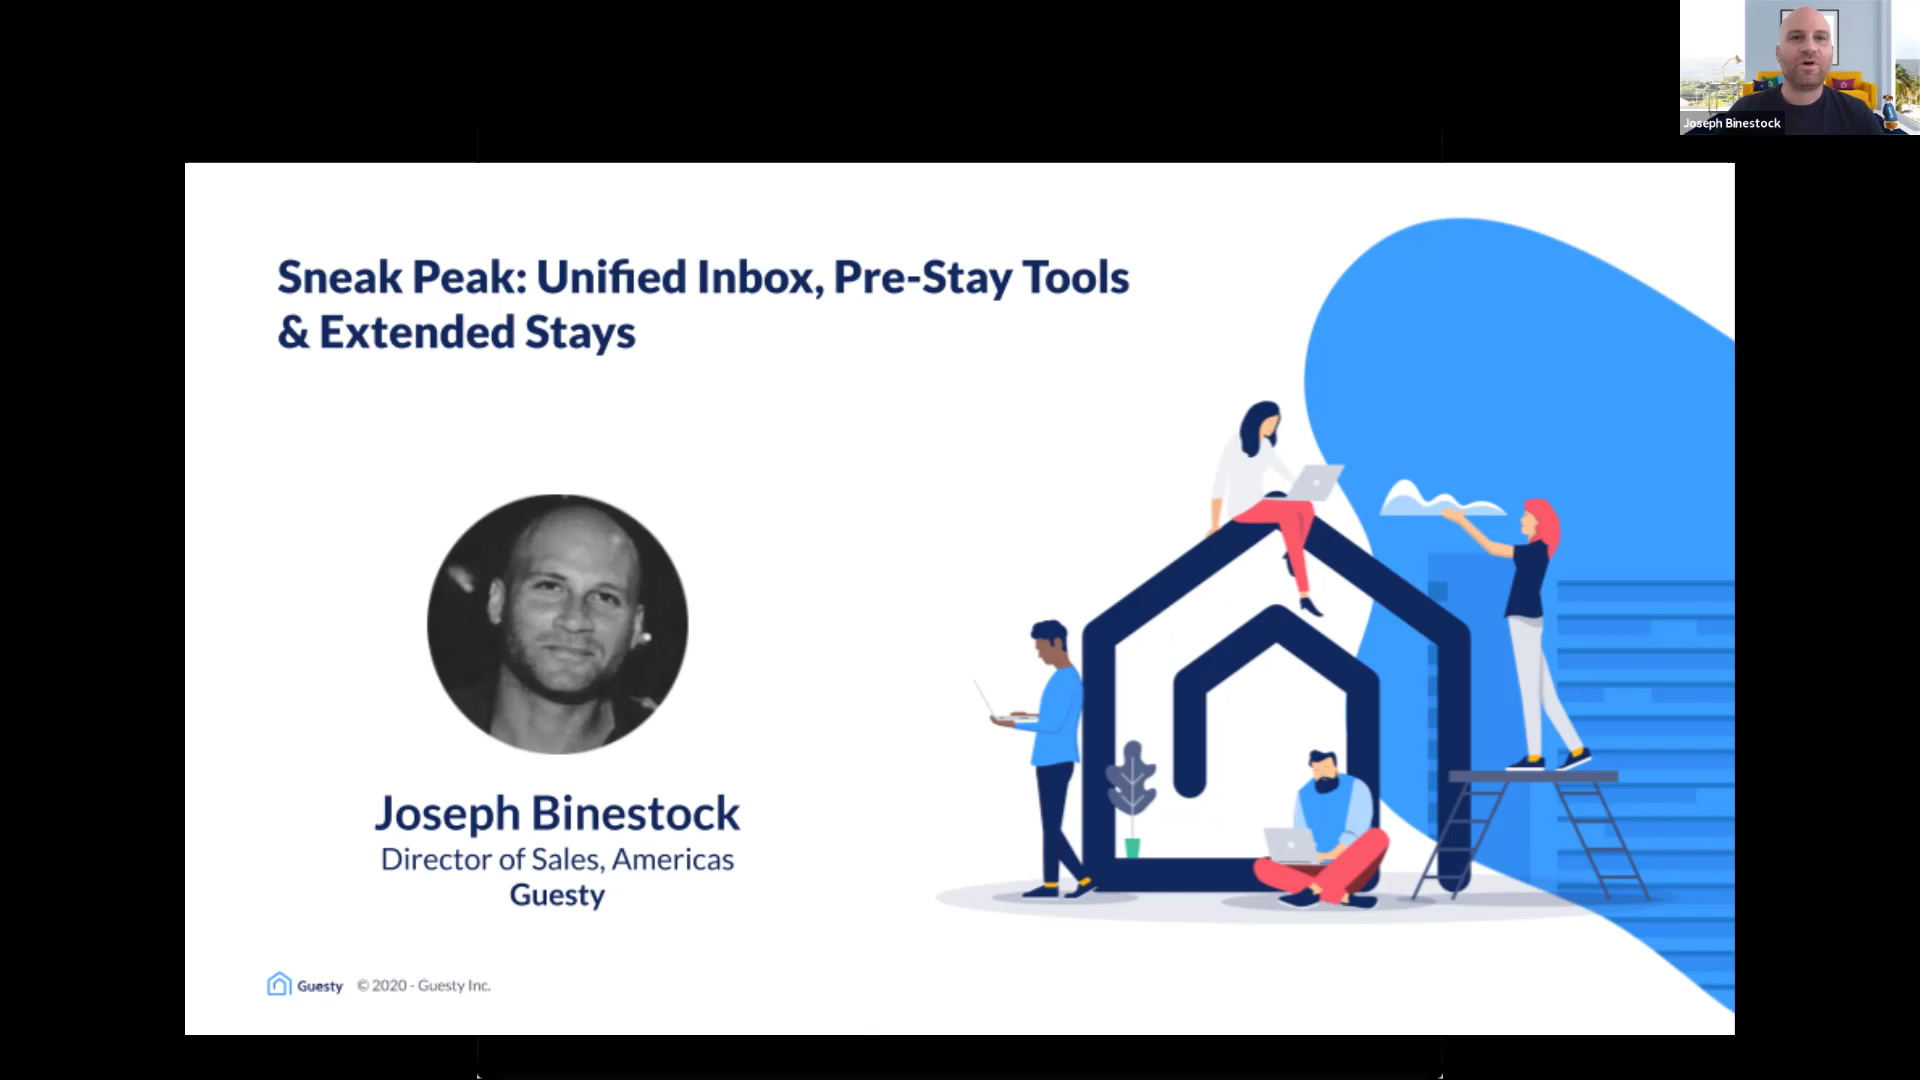 Joseph Binestock
Sneak Peak: Unified Inbox, Pre-Stay Tools
& Extended Stays
Joseph Binestock
Director of Sales, Americas
Guesty
Guesty © 2020 - Guesty Inc.